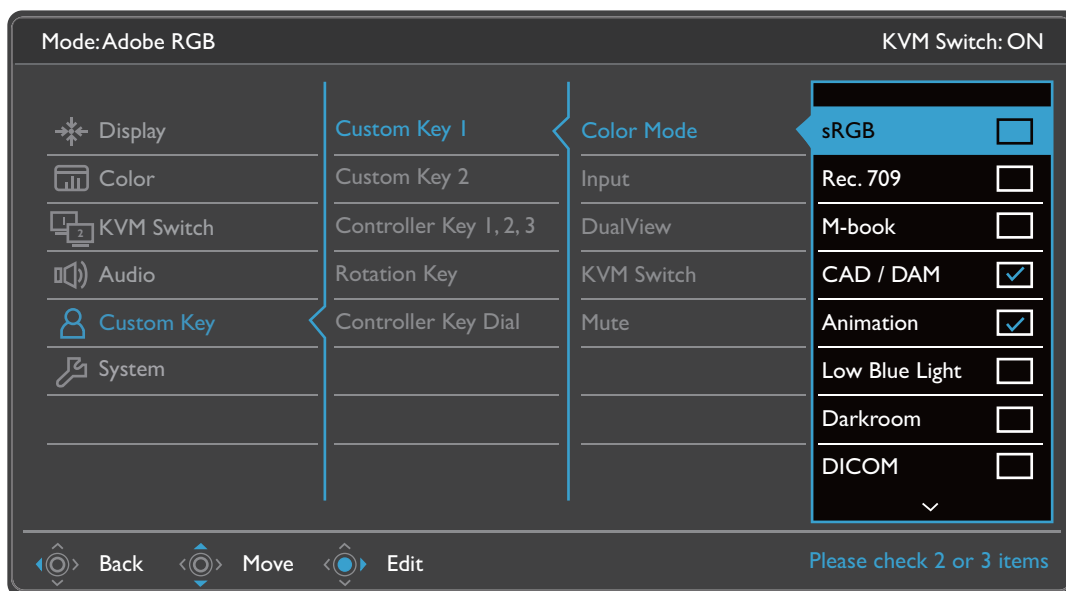 Mode: Adobe RGB
KVM Switch: ON
Display
Color
1
2
KVM Switch
Audio
Custom Key
System
Custom Key 1
Custom Key 2
Controller Key 1, 2, 3
Rotation Key
Controller Key Dial
Color Mode
Input
DualView
KVM Switch
Mute
sRGB
Rec. 709
M-book
CAD / DAM
Animation
Low Blue Light
Darkroom
DICOM
Back
Move
Edit
Please check 2 or 3 items